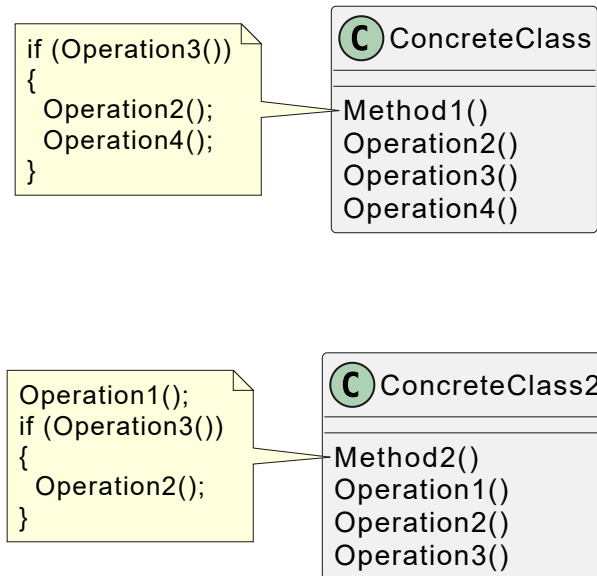 if (Operation3())
{
  Operation2();
  Operation4();
}
C ConcreteClass
Method1()
Operation2()
Operation3()
Operation4()
Operation1();
if (Operation3())
{
  Operation2();
}
C ConcreteClass2
Method2()
Operation1()
Operation2()
Operation3()